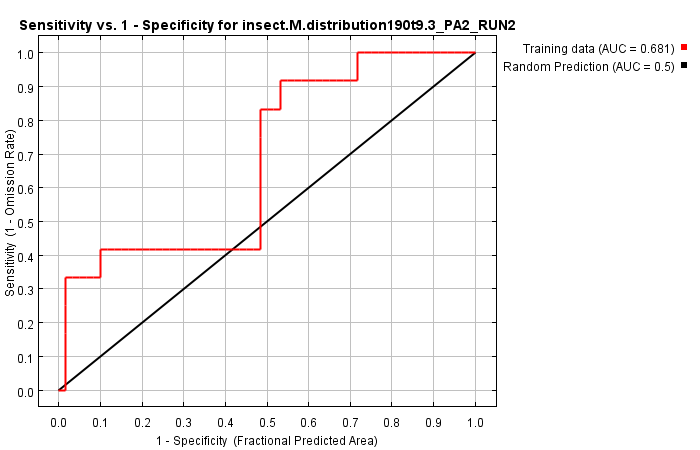 Sensitivity vs. 1 - Specificity for insect.M.distribution190t9.3_PA2_RUN2
Training data (AUC = 0.681)
Random Prediction (AUC = 0.5)
Sensitivity (1 - Omission Rate)
1.0
0.9
0.8
0.7
0.6
0.5
0.4
0.3
0.2
0.1
0.0
0.0 0.1 0.2 0.3 0.4 0.5 0.6 0.7 0.8 0.9 1.0
1 - Specificity (Fractional Predicted Area)